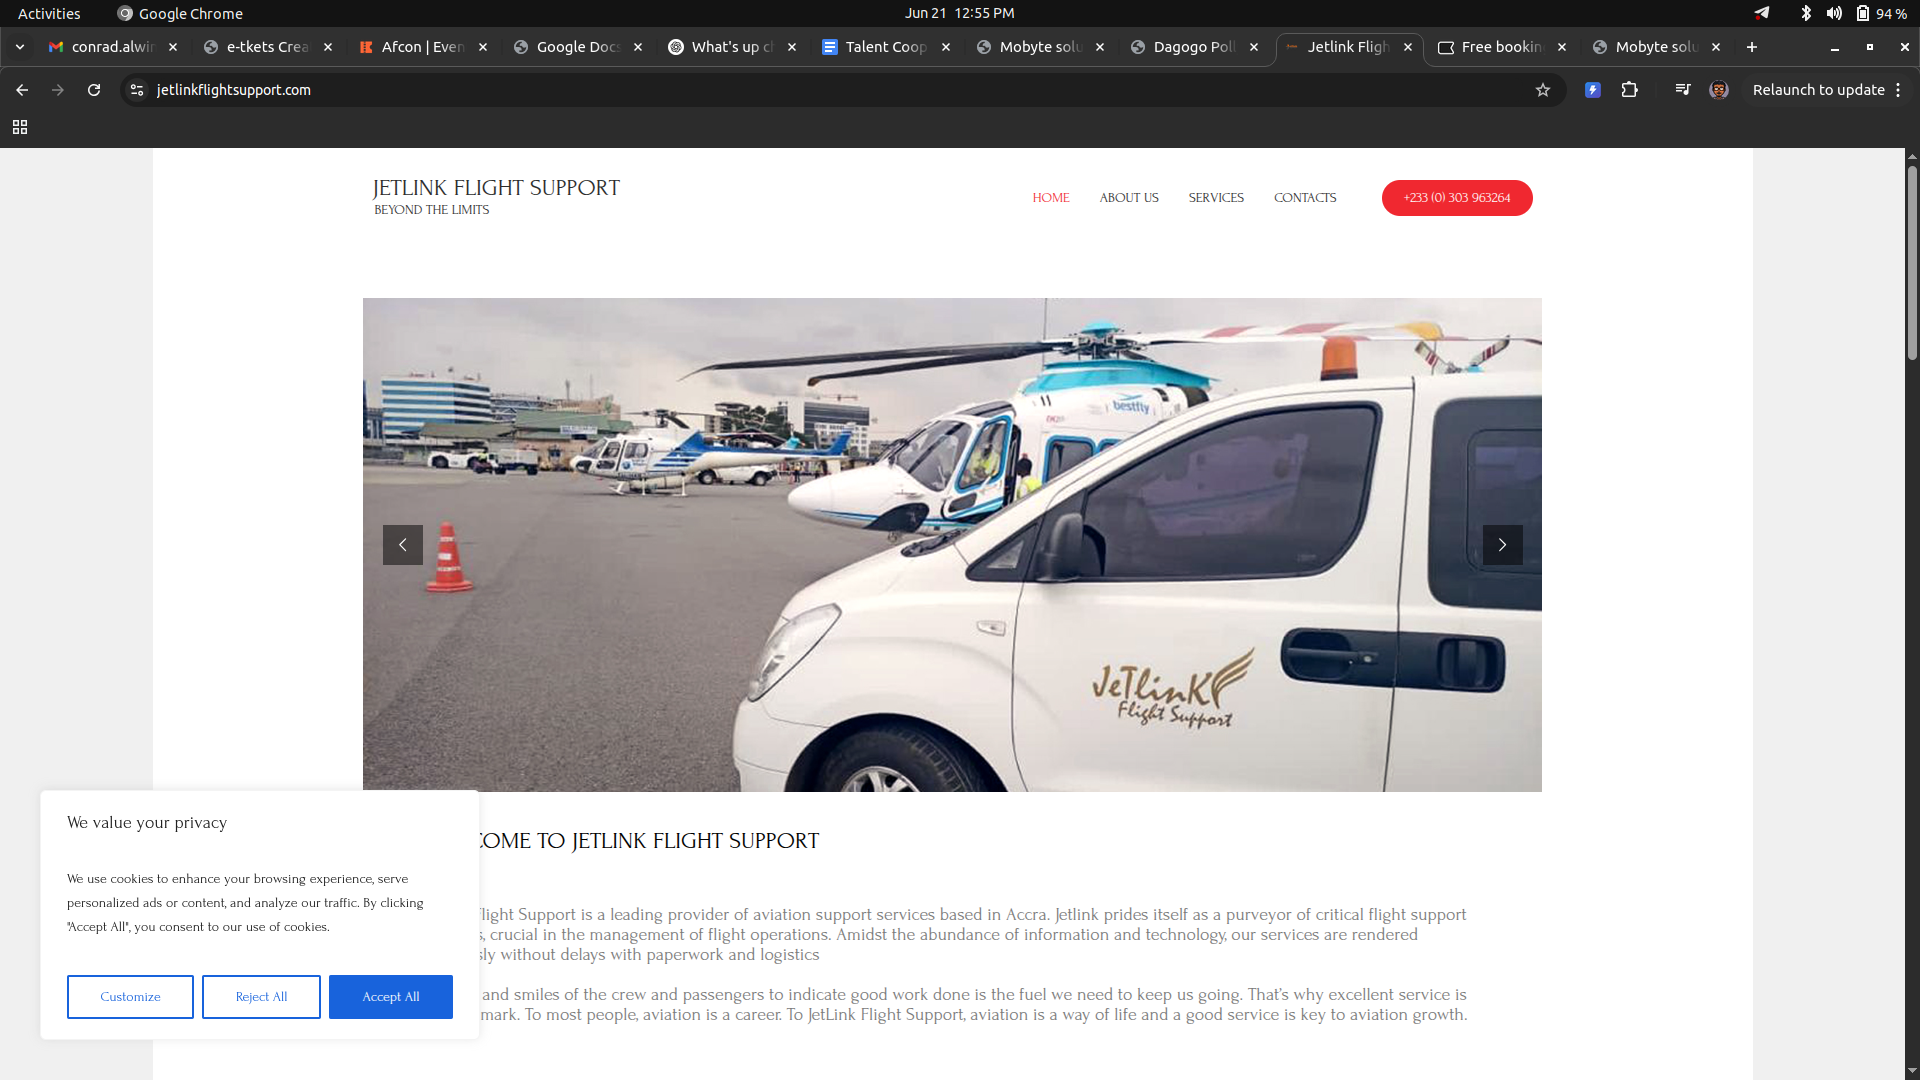 Activities
Google Chrome
Jun 21 12:55 PM
94 %
conrad.alwin
e-tkets Crea
Afcon | Even
Google Docs
What's up ch
Talent Coop
Mobyte solu
Dagogo Poll
Jetlink Fligh
Free bookin
Mobyte solu
jetlinkflightsupport.com
Relaunch to update
JETLINK FLIGHT SUPPORT
BEYOND THE LIMITS
HOME
ABOUT US
SERVICES
CONTACTS
+233 (0) 303 963264
bestfly
JeTlinK
Flight Support
COME TO JETLINK FLIGHT SUPPORT
Flight Support is a leading provider of aviation support services based in Accra. Jetlink prides itself as a purveyor of critical flight support
s, crucial in the management of flight operations. Amidst the abundance of information and technology, our services are rendered
sly without delays with paperwork and logistics
and smiles of the crew and passengers to indicate good work done is the fuel we need to keep us going. That's why excellent service is
mark. To most people, aviation is a career. To JetLink Flight Support, aviation is a way of life and a good service is key to aviation growth.
We value your privacy
We use cookies to enhance your browsing experience, serve
personalized ads or content, and analyze our traffic. By clicking
"Accept All", you consent to our use of cookies.
Customize
Reject All
Accept All